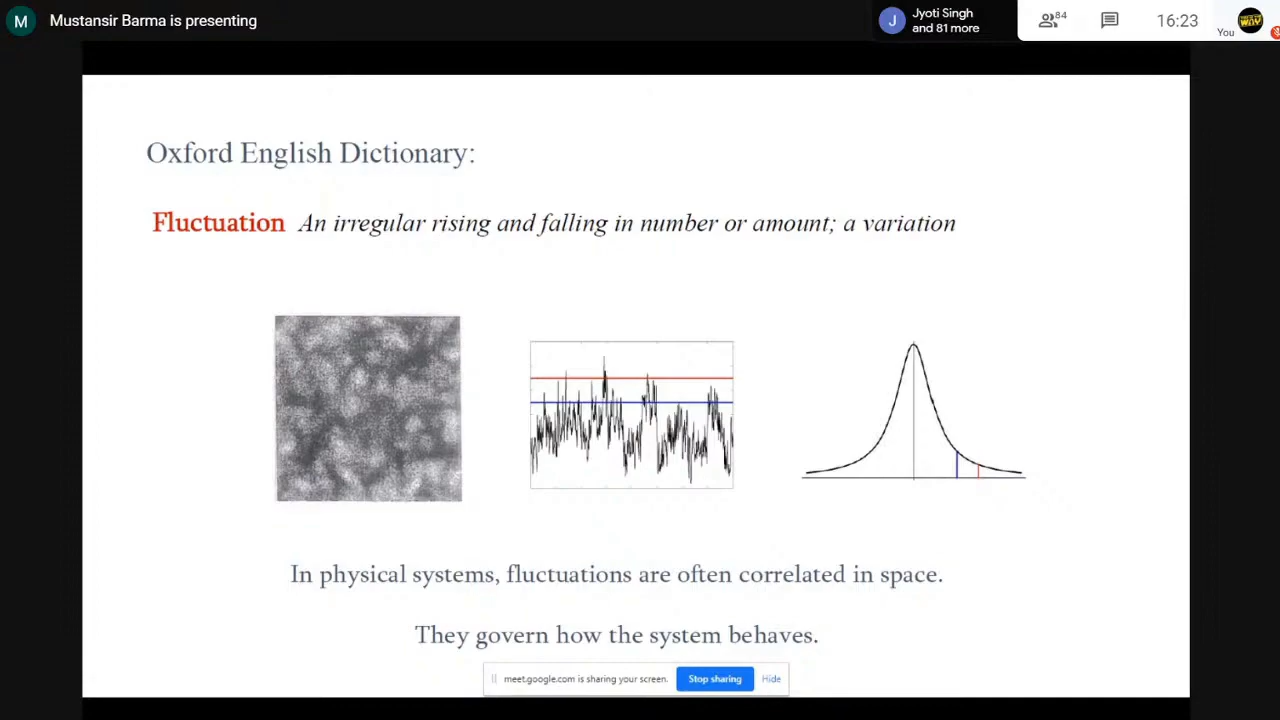 M Mustansir Barma is presenting
J Jyoti Singh
and 81 more
84
16:23
You
Oxford English Dictionary:
Fluctuation An irregular rising and falling in number or amount; a variation
In physical systems, fluctuations are often correlated in space.
They govern how the system behaves.
meet.google.com is sharing your screen. Stop sharing Hide